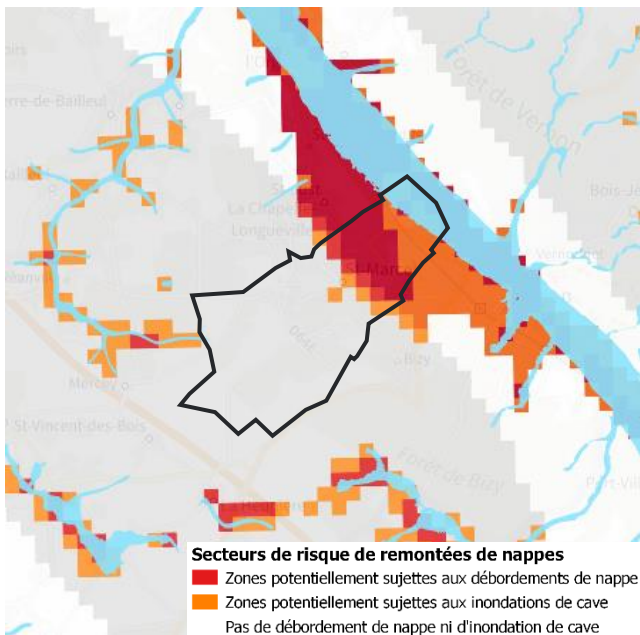 Forêt de Vernon
La Chapelle
Longueville
St-Marc
D64
Bizy
Mercey
St-Vincent-des-Bois
Forêt de Bizy
Secteurs de risque de remontées de nappes
Zones potentiellement sujettes aux débordements de nappe
Zones potentiellement sujettes aux inondations de cave
Pas de débordement de nappe ni d'inondation de cave